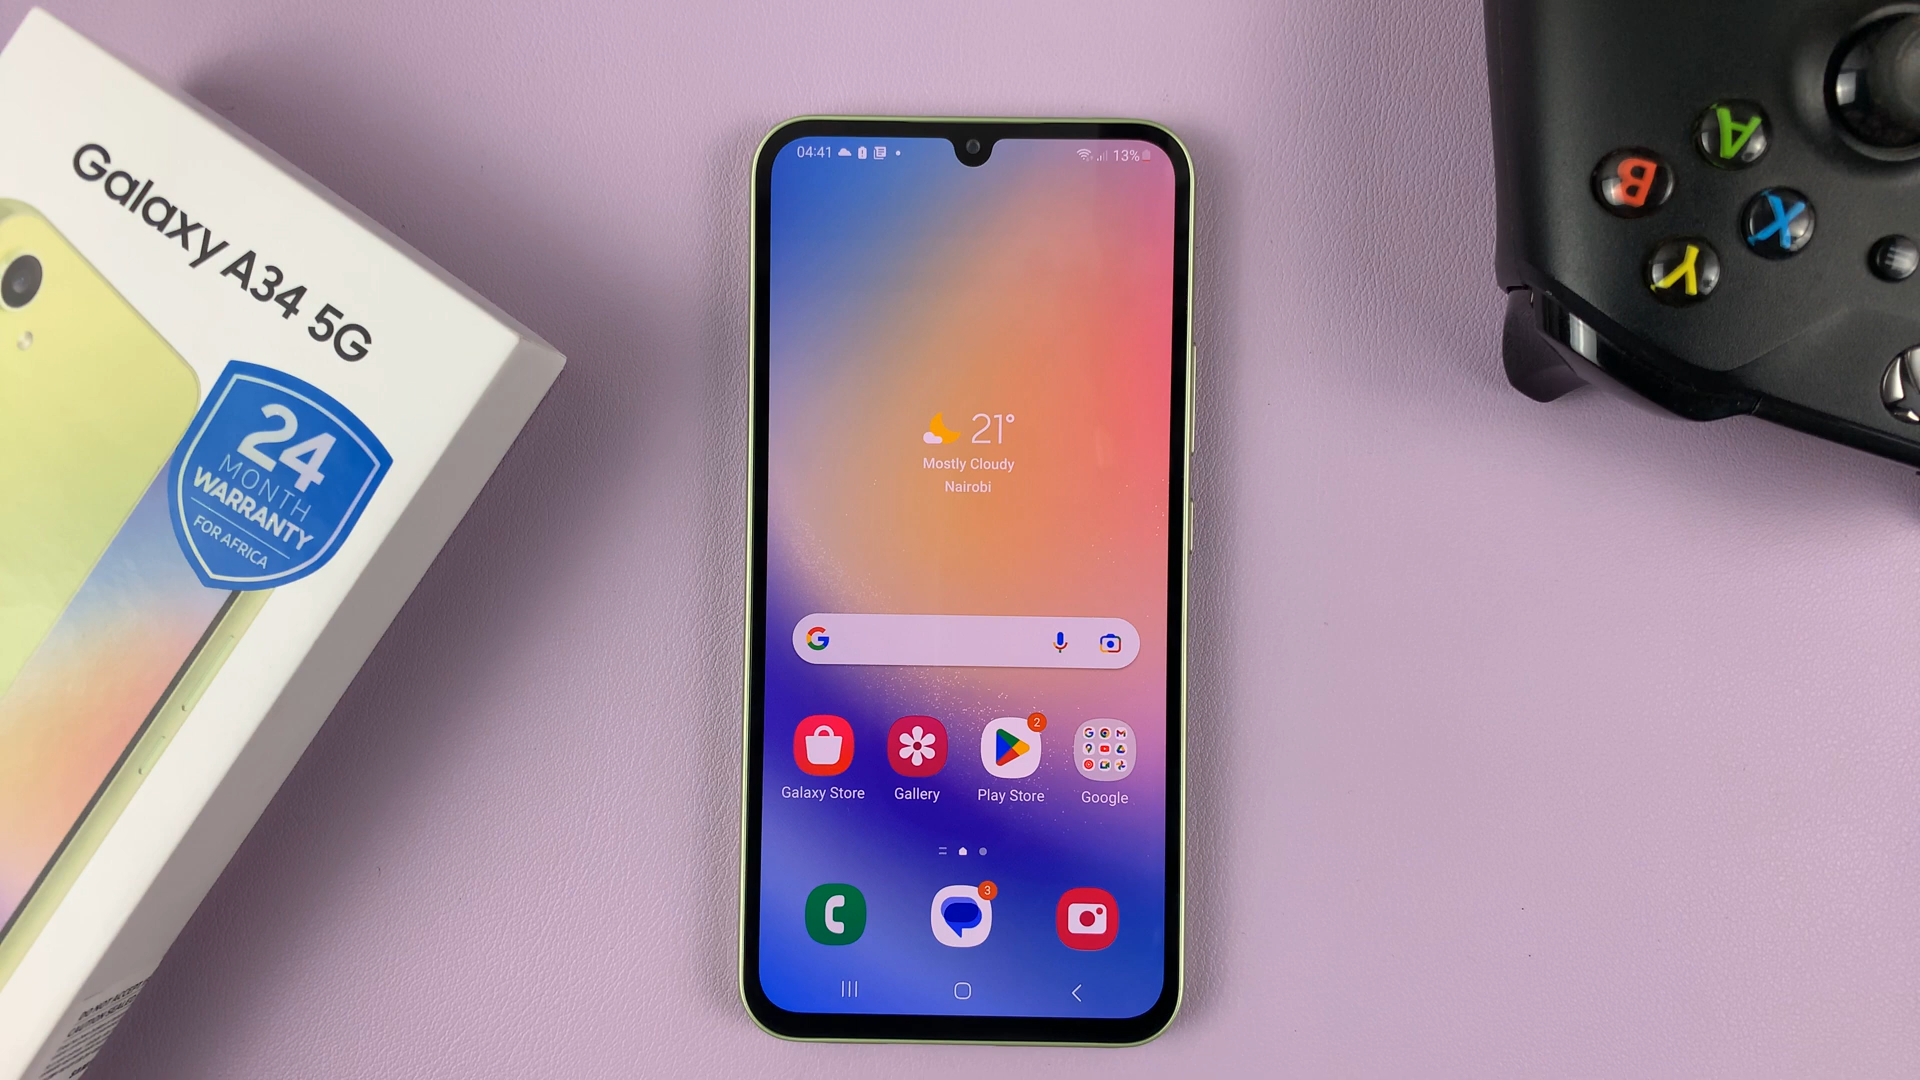 Galaxy A34 5G
24
MONTH
WARRANTY
FOR AFRICA
04:41
13%
21°
Mostly Cloudy
Nairobi
G
2
Galaxy Store
Gallery
Play Store
Google
3
A
B
X
Y